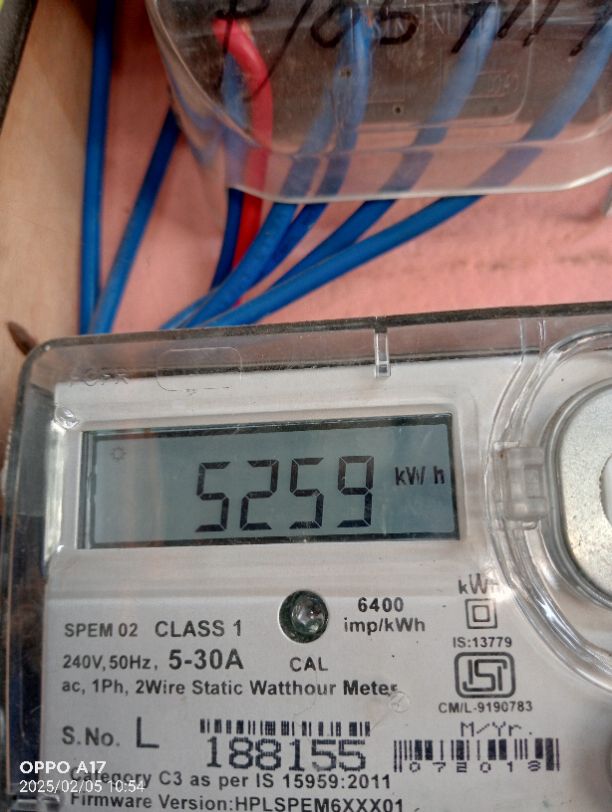 kWh
5259
6400
imp/kWh
kWh
SPEM 02 CLASS 1
240V,50Hz, 5-30A
CAL
IS:13779
ac, 1Ph, 2Wire Static Watthour Meter
CM/L-9190783
S.No. L 188155
M/Yr.
072018
Category C3 as per IS 15959:2011
Firmware Version:HPLSPEM6XXX01
OPPO A17
2025/02/05 10:54